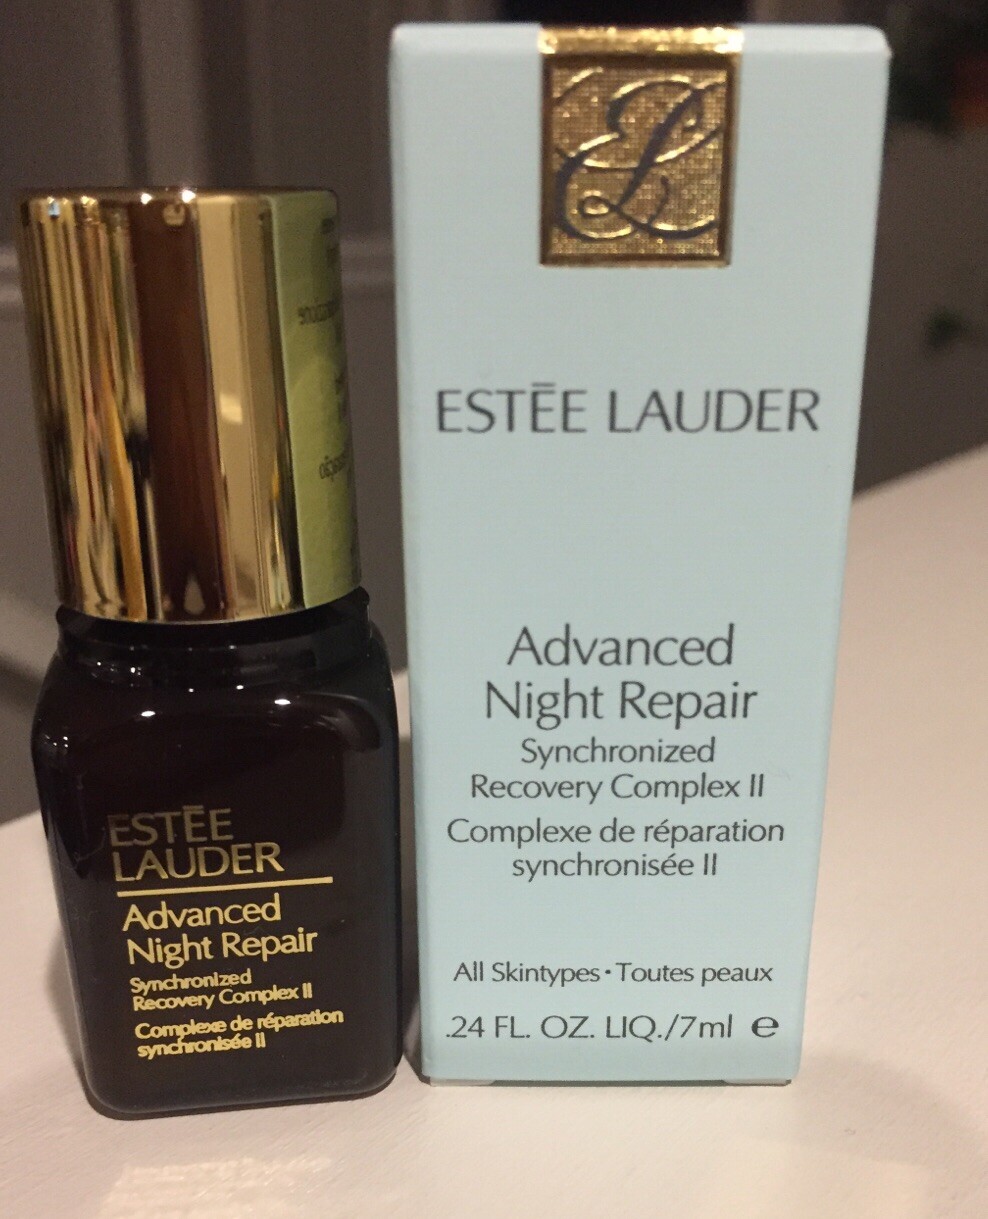 ESTĒE
LAUDER
Advanced
Night Repair
Synchronized
Recovery Complex II
Complexe de réparation
synchronisée II
EL
ESTĒE LAUDER
Advanced
Night Repair
Synchronized
Recovery Complex II
Complexe de réparation
synchronisée II
All Skintypes • Toutes peaux
.24 FL. OZ. LIQ./7ml ℮